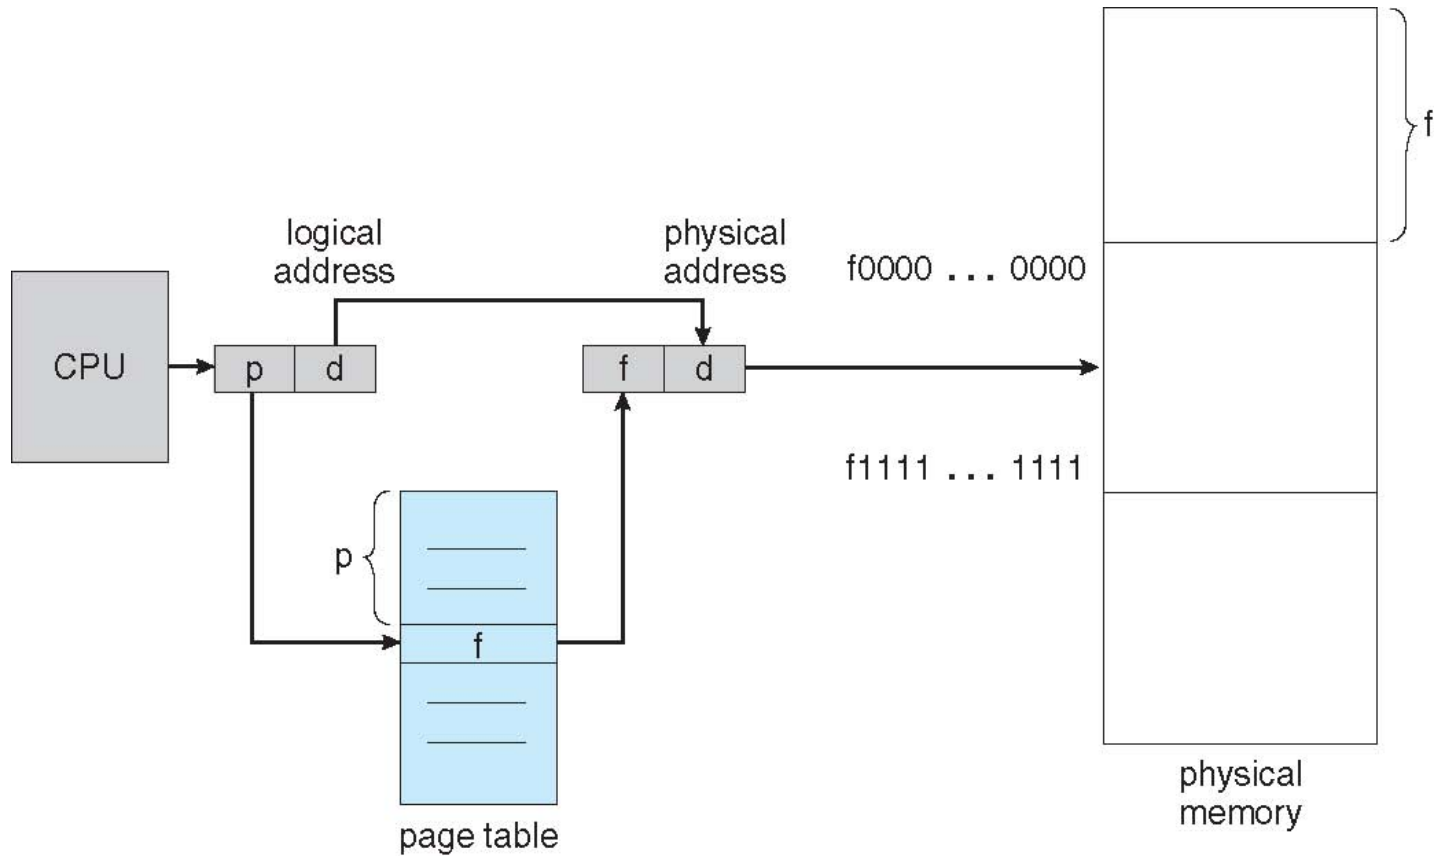 f
logical
address
physical
address
f0000 ... 0000
CPU
p
d
f
d
f1111 ... 1111
p
f
physical
memory
page table